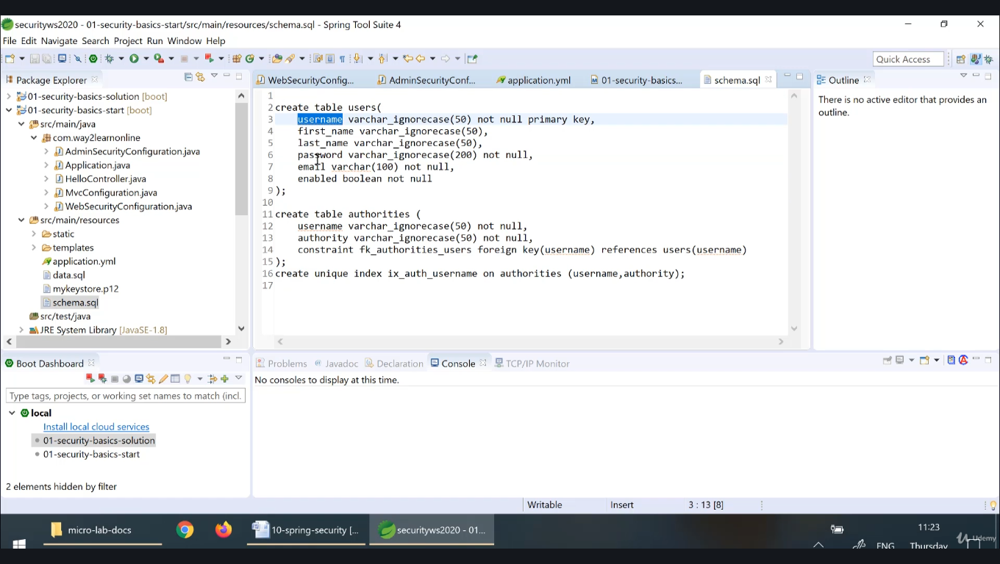 securityws2020 - 01-security-basics-start/src/main/resources/schema.sql - Spring Tool Suite 4
File Edit Navigate Search Project Run Window Help
Quick Access
Package Explorer
01-security-basics-solution [boot]
01-security-basics-start [boot]
src/main/java
com.way2learnonline
AdminSecurityConfiguration.java
Application.java
HelloController.java
MvcConfiguration.java
WebSecurityConfiguration.java
src/main/resources
static
templates
application.yml
data.sql
mykeystore.p12
schema.sql
src/test/java
JRE System Library [JavaSE-1.8]
WebSecurityConfig... AdminSecurityConf... application.yml 01-security-basics... schema.sql
1
2 create table users(
3 username varchar_ignorecase(50) not null primary key,
4 first_name varchar_ignorecase(50),
5 last_name varchar_ignorecase(50),
6 password varchar_ignorecase(200) not null,
7 email varchar(100) not null,
8 enabled boolean not null
9 );
10
11 create table authorities (
12 username varchar_ignorecase(50) not null,
13 authority varchar_ignorecase(50) not null,
14 constraint fk_authorities_users foreign key(username) references users(username)
15 );
16 create unique index ix_auth_username on authorities (username,authority);
17
Outline
There is no active editor that provides an
outline.
Boot Dashboard
Type tags, projects, or working set names to match (incl.
local
Install local cloud services
01-security-basics-solution
01-security-basics-start
2 elements hidden by filter
Problems Javadoc Declaration Console TCP/IP Monitor
No consoles to display at this time.
Writable Insert 3 : 13 [8]
micro-lab-docs 10-spring-security [... securityws2020 - 01...
ENG
11:23
Thursday
Udemy